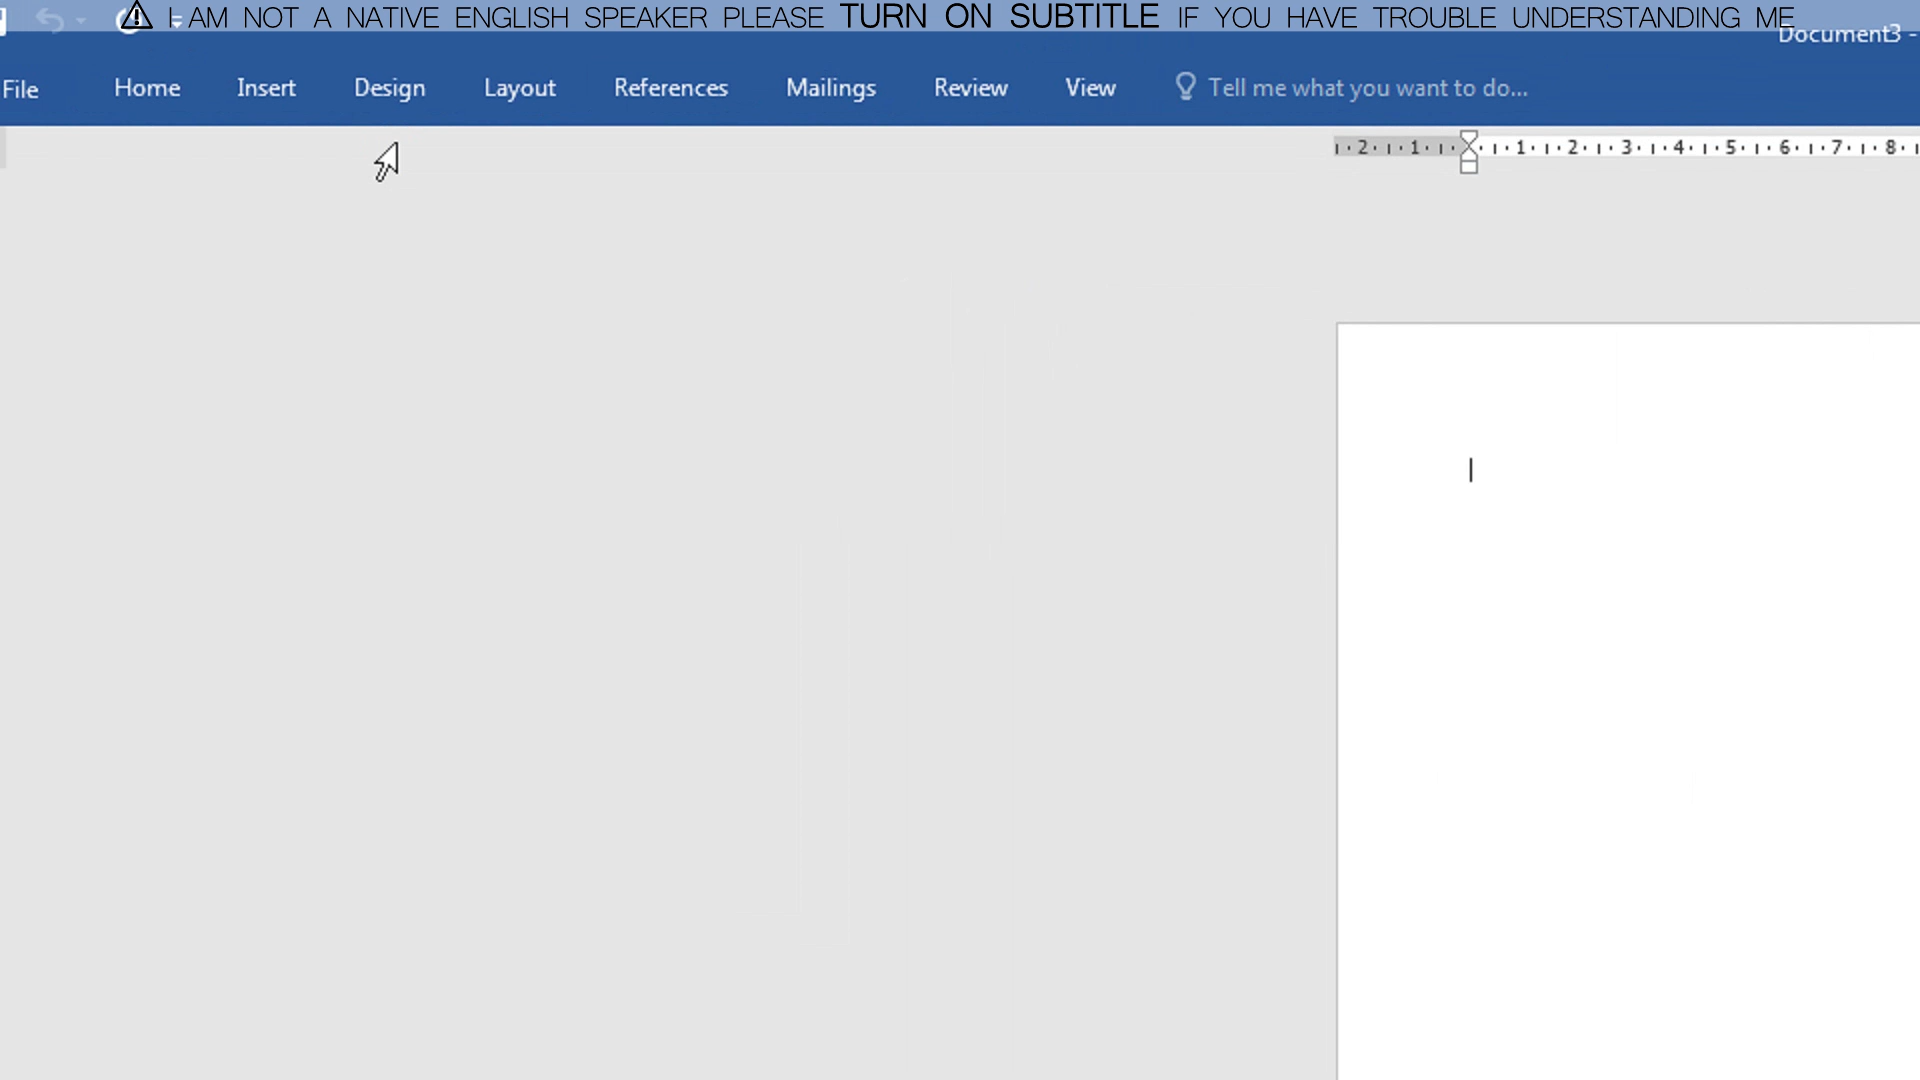 ⚠ I AM NOT A NATIVE ENGLISH SPEAKER PLEASE TURN ON SUBTITLE IF YOU HAVE TROUBLE UNDERSTANDING ME
Document3 -
File Home Insert Design Layout References Mailings Review View Tell me what you want to do...
2 1 1 2 3 4 5 6 7 8